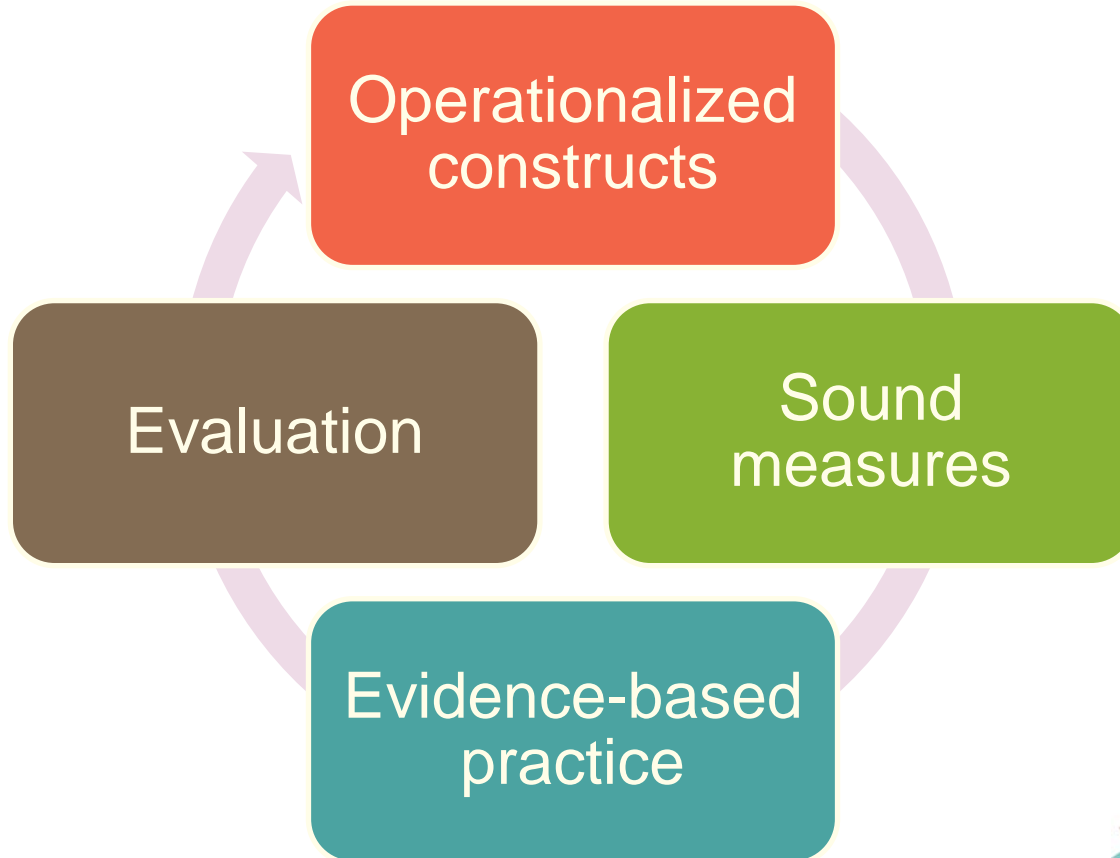 Operationalized
constructs
Sound
measures
Evidence-based
practice
Evaluation